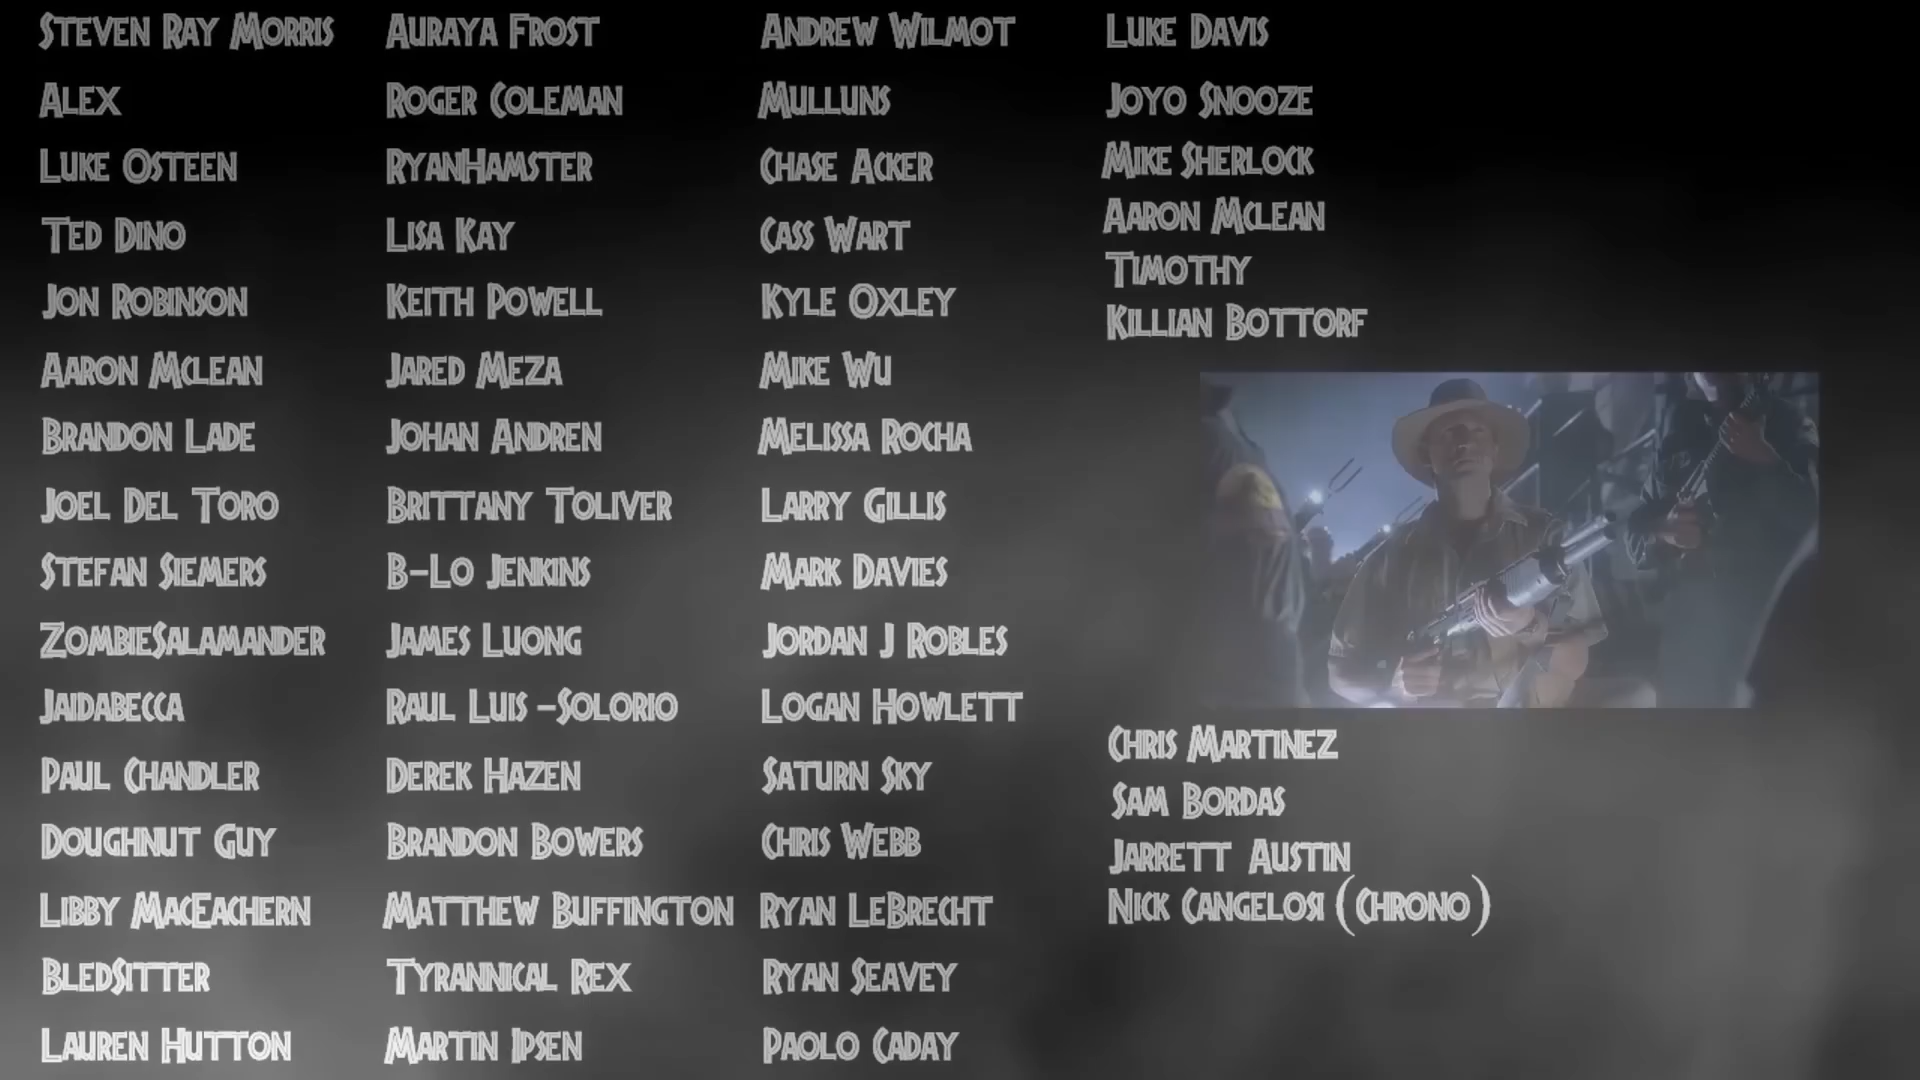 Steven Ray Morris
Alex
Luke Osteen
Ted Dino
Jon Robinson
Aaron McLean
Brandon Lade
Joel Del Toro
Stefan Siemers
ZombieSalamander
Jaidabecca
Paul Chandler
Doughnut Guy
Libby MacEachern
BledSitter
Lauren Hutton
Auraya Frost
Roger Coleman
RyanHamster
Lisa Kay
Keith Powell
Jared Meza
Johan Andren
Brittany Toliver
B-Lo Jenkins
James Luong
Raul Luis -Solorio
Derek Hazen
Brandon Bowers
Matthew Buffington
Tyrannical Rex
Martin Ipsen
Andrew Wilmot
Mulluns
Chase Acker
Cass Wart
Kyle Oxley
Mike Wu
Melissa Rocha
Larry Gillis
Mark Davies
Jordan J Robles
Logan Howlett
Saturn Sky
Chris Webb
Ryan LeBrecht
Ryan Seavey
Paolo Caday
Luke Davis
Joyo Snooze
Mike Sherlock
Aaron McLean
Timothy
Killian Bottorf
Chris Martinez
Sam Bordas
Jarrett Austin
Nick Cangelosi (Chrono)